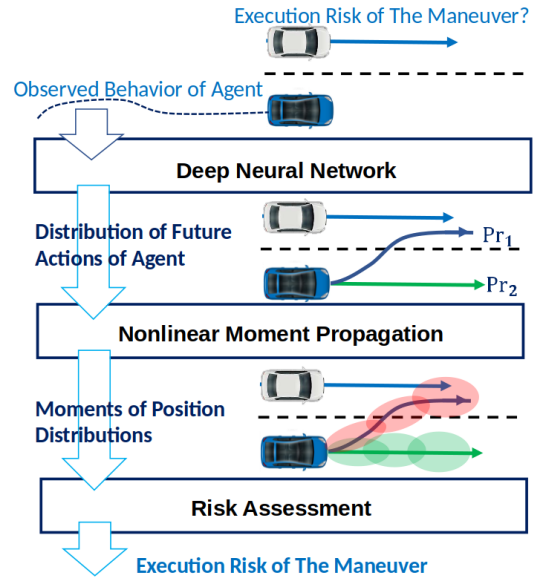 Execution Risk of The Maneuver?
Observed Behavior of Agent
Deep Neural Network
Distribution of Future
Actions of Agent
Pr₁
Pr₂
Nonlinear Moment Propagation
Moments of Position
Distributions
Risk Assessment
Execution Risk of The Maneuver